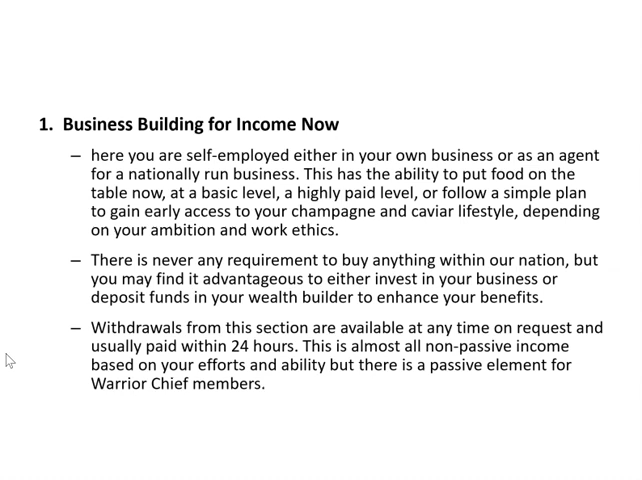 1. Business Building for Income Now
– here you are self-employed either in your own business or as an agent
for a nationally run business. This has the ability to put food on the
table now, at a basic level, a highly paid level, or follow a simple plan
to gain early access to your champagne and caviar lifestyle, depending
on your ambition and work ethics.
– There is never any requirement to buy anything within our nation, but
you may find it advantageous to either invest in your business or
deposit funds in your wealth builder to enhance your benefits.
– Withdrawals from this section are available at any time on request and
usually paid within 24 hours. This is almost all non-passive income
based on your efforts and ability but there is a passive element for
Warrior Chief members.